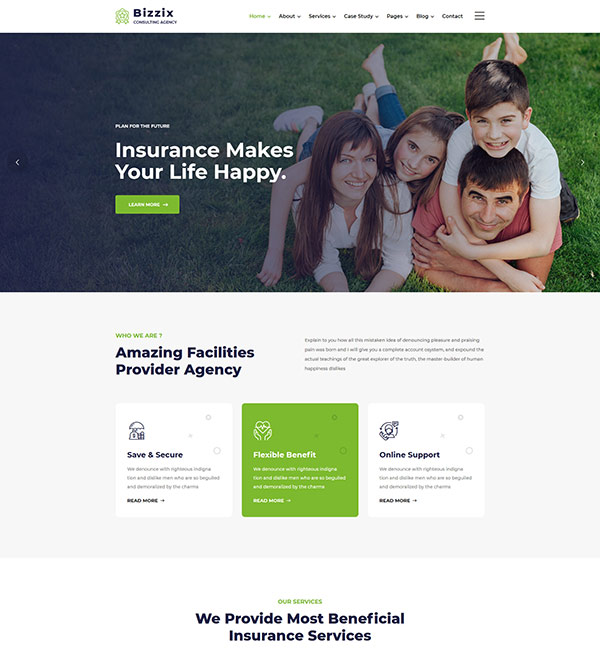 Bizzix
CONSULTING AGENCY
Home About Services Case Study Pages Blog Contact
PLAN FOR THE FUTURE
Insurance Makes
Your Life Happy.
LEARN MORE
WHO WE ARE ?
Amazing Facilities
Provider Agency
Explain to you how all this mistaken idea of denouncing pleasure and praising
pain was born and I will give you a complete account osystam, and expound the
actual teachings of the great explorer of the truth, the master-builder of human
happiness dislikes
Save & Secure
We denounce with righteous indigna
tion and dislike men who are so beguiled
and demoralized by the charms
READ MORE
Flexible Benefit
We denounce with righteous indigna
tion and dislike men who are so beguiled
and demoralized by the charms
READ MORE
Online Support
We denounce with righteous indigna
tion and dislike men who are so beguiled
and demoralized by the charms
READ MORE
OUR SERVICES
We Provide Most Beneficial
Insurance Services